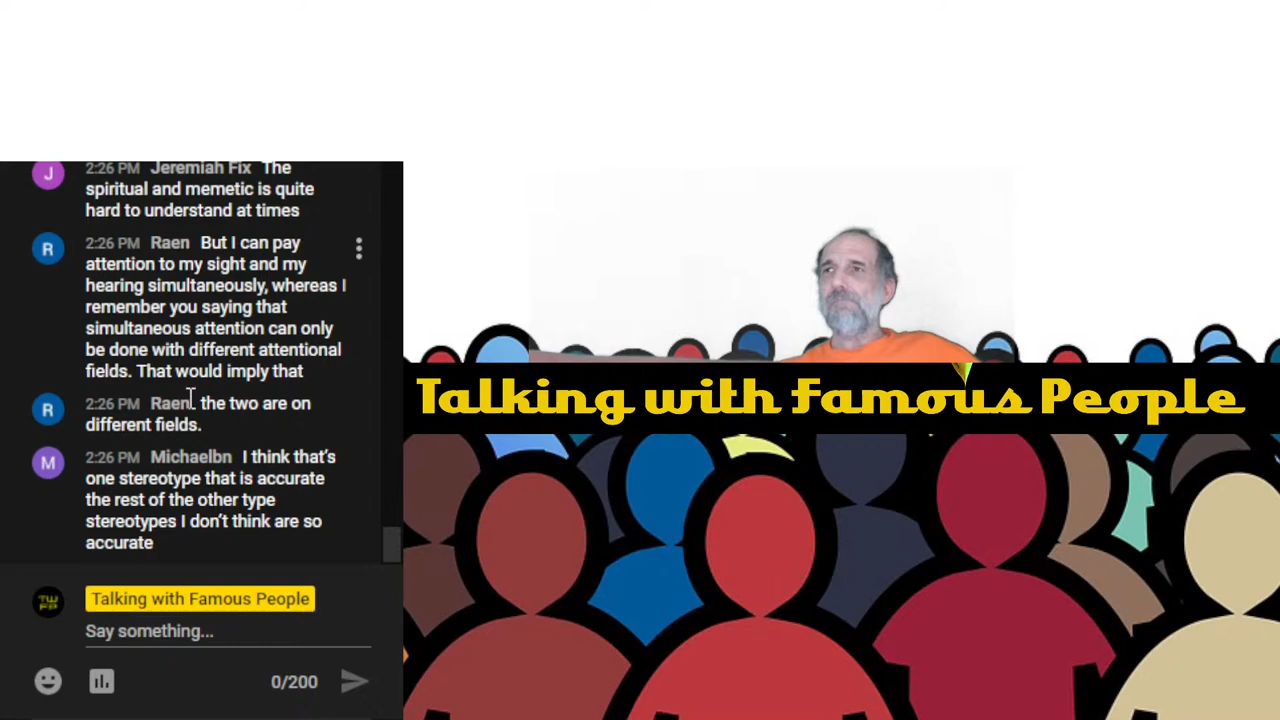 J
2:26 PM Jeremiah Fix The
spiritual and memetic is quite
hard to understand at times
R
2:26 PM Raen But I can pay
attention to my sight and my
hearing simultaneously, whereas I
remember you saying that
simultaneous attention can only
be done with different attentional
fields. That would imply that
R
2:26 PM Raen the two are on
different fields.
M
2:26 PM Michaelbn I think that’s
one stereotype that is accurate
the rest of the other type
stereotypes I don’t think are so
accurate
TW
FP
Talking with Famous People
Say something...
0/200
Talking with Famous People